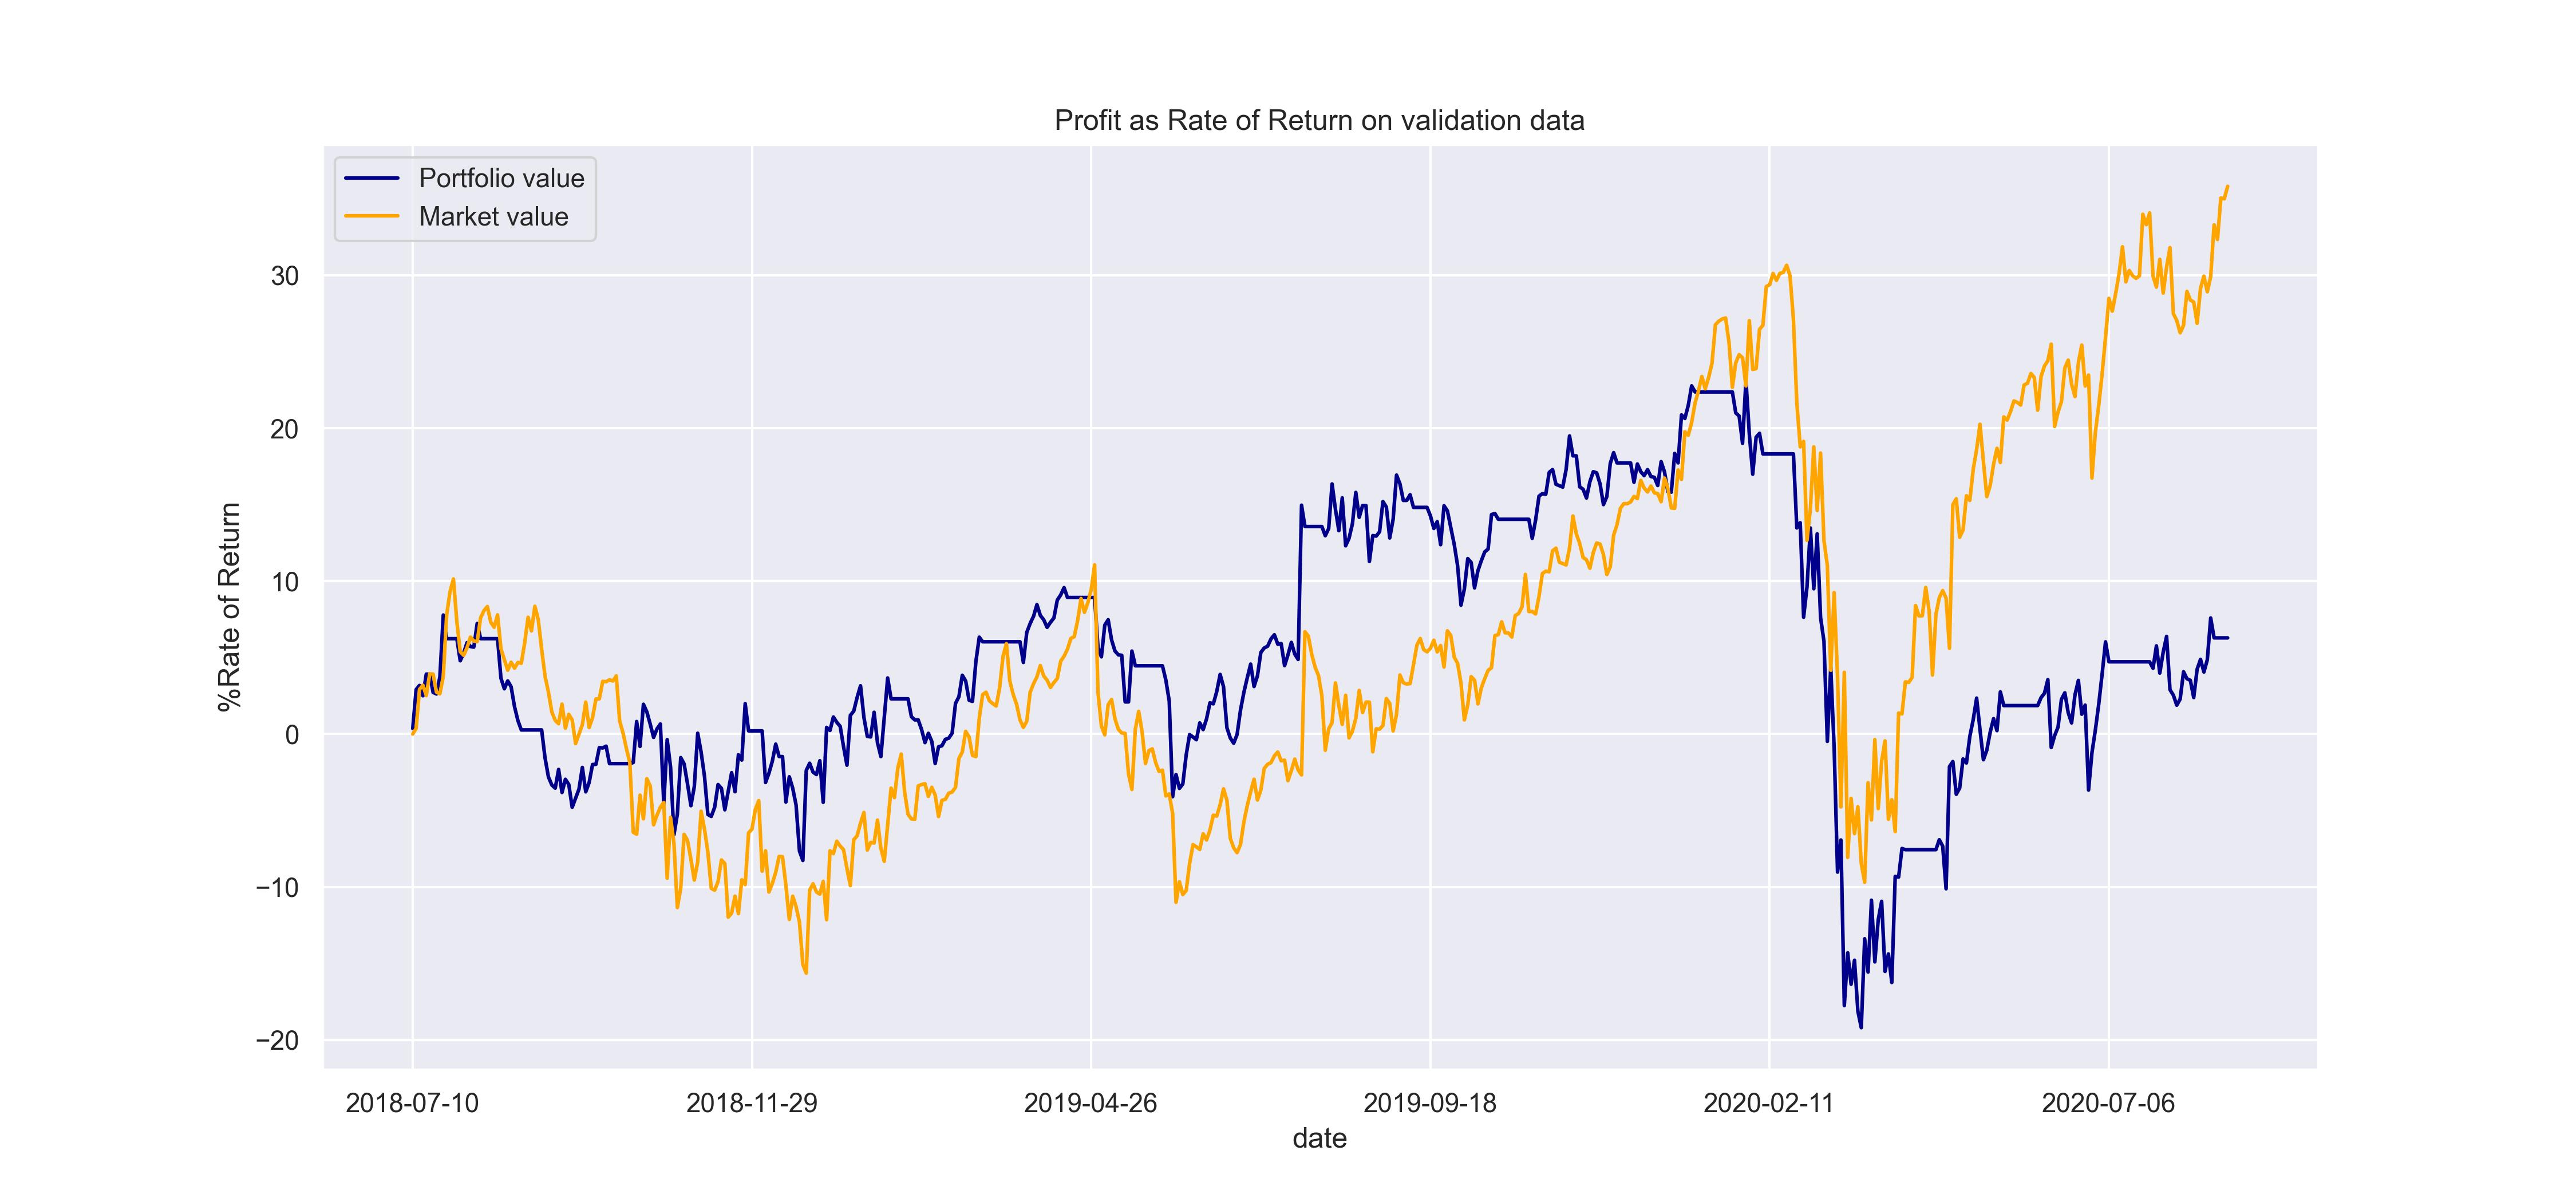 Profit as Rate of Return on validation data
Portfolio value
Market value
%Rate of Return
30
20
10
0
−10
−20
2018-07-10
2018-11-29
2019-04-26
2019-09-18
2020-02-11
2020-07-06
date